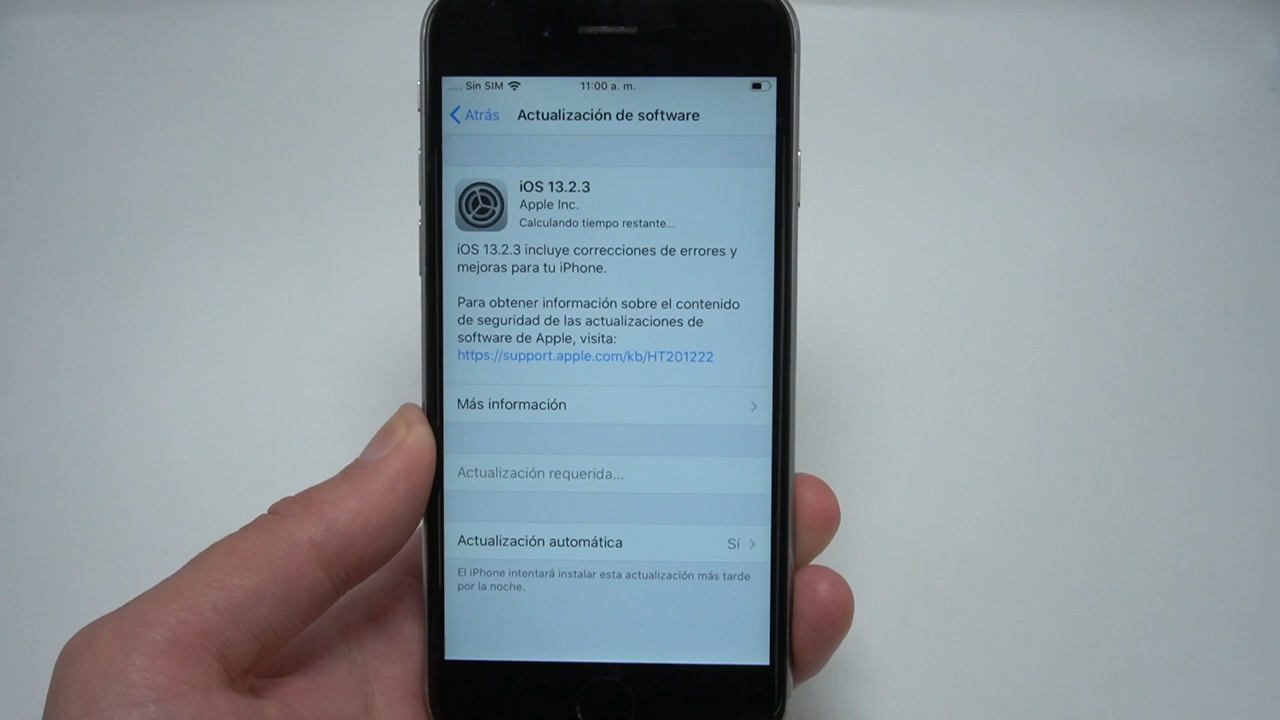 Sin SIM 11:00 a. m.
Atrás Actualización de software
iOS 13.2.3
Apple Inc.
Calculando tiempo restante...
iOS 13.2.3 incluye correcciones de errores y
mejoras para tu iPhone.
Para obtener información sobre el contenido
de seguridad de las actualizaciones de
software de Apple, visita:
https://support.apple.com/kb/HT201222
Más información
Actualización requerida...
Actualización automática Sí
El iPhone intentará instalar esta actualización más tarde
por la noche.